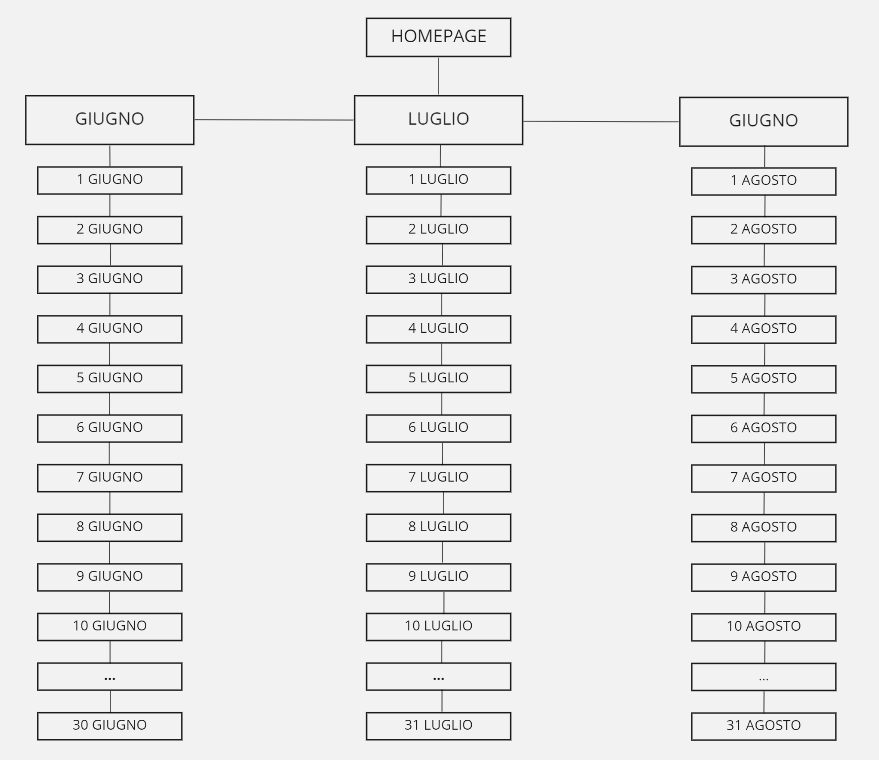 HOMEPAGE
GIUGNO
LUGLIO
GIUGNO
1 GIUGNO
1 LUGLIO
1 AGOSTO
2 GIUGNO
2 LUGLIO
2 AGOSTO
3 GIUGNO
3 LUGLIO
3 AGOSTO
4 GIUGNO
4 LUGLIO
4 AGOSTO
5 GIUGNO
5 LUGLIO
5 AGOSTO
6 GIUGNO
6 LUGLIO
6 AGOSTO
7 GIUGNO
7 LUGLIO
7 AGOSTO
8 GIUGNO
8 LUGLIO
8 AGOSTO
9 GIUGNO
9 LUGLIO
9 AGOSTO
10 GIUGNO
10 LUGLIO
10 AGOSTO
...
...
...
30 GIUGNO
31 LUGLIO
31 AGOSTO